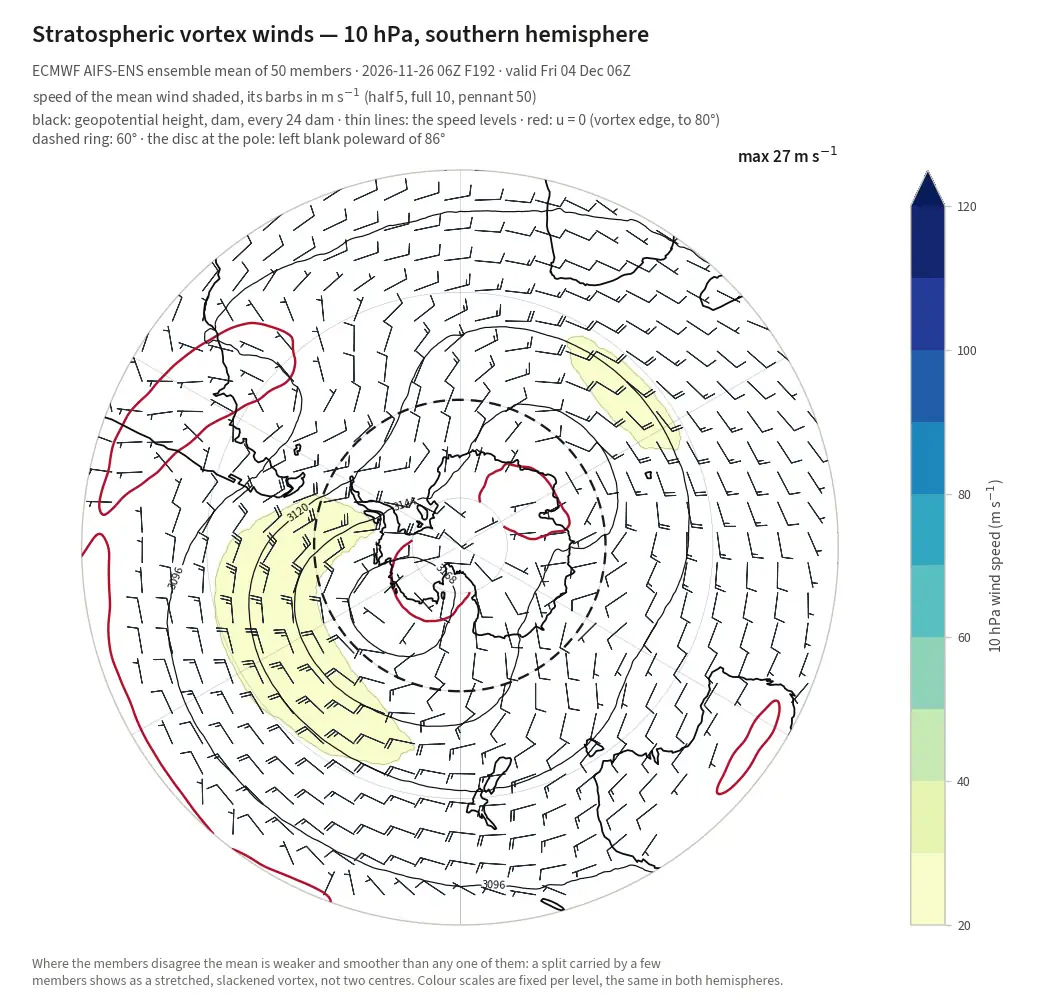 Stratospheric vortex winds — 10 hPa, southern hemisphere
ECMWF AIFS-ENS ensemble mean of 50 members · 2026-11-26 06Z F192 · valid Fri 04 Dec 06Z
speed of the mean wind shaded, its barbs in m s⁻¹ (half 5, full 10, pennant 50)
black: geopotential height, dam, every 24 dam · thin lines: the speed levels · red: u = 0 (vortex edge, to 80°)
dashed ring: 60° · the disc at the pole: left blank poleward of 86°
max 27 m s⁻¹
120
100
80
60
40
20
10 hPa wind speed (m s⁻¹)
3144
3120
3168
3096
3096
Where the members disagree the mean is weaker and smoother than any one of them: a split carried by a few
members shows as a stretched, slackened vortex, not two centres. Colour scales are fixed per level, the same in both hemispheres.